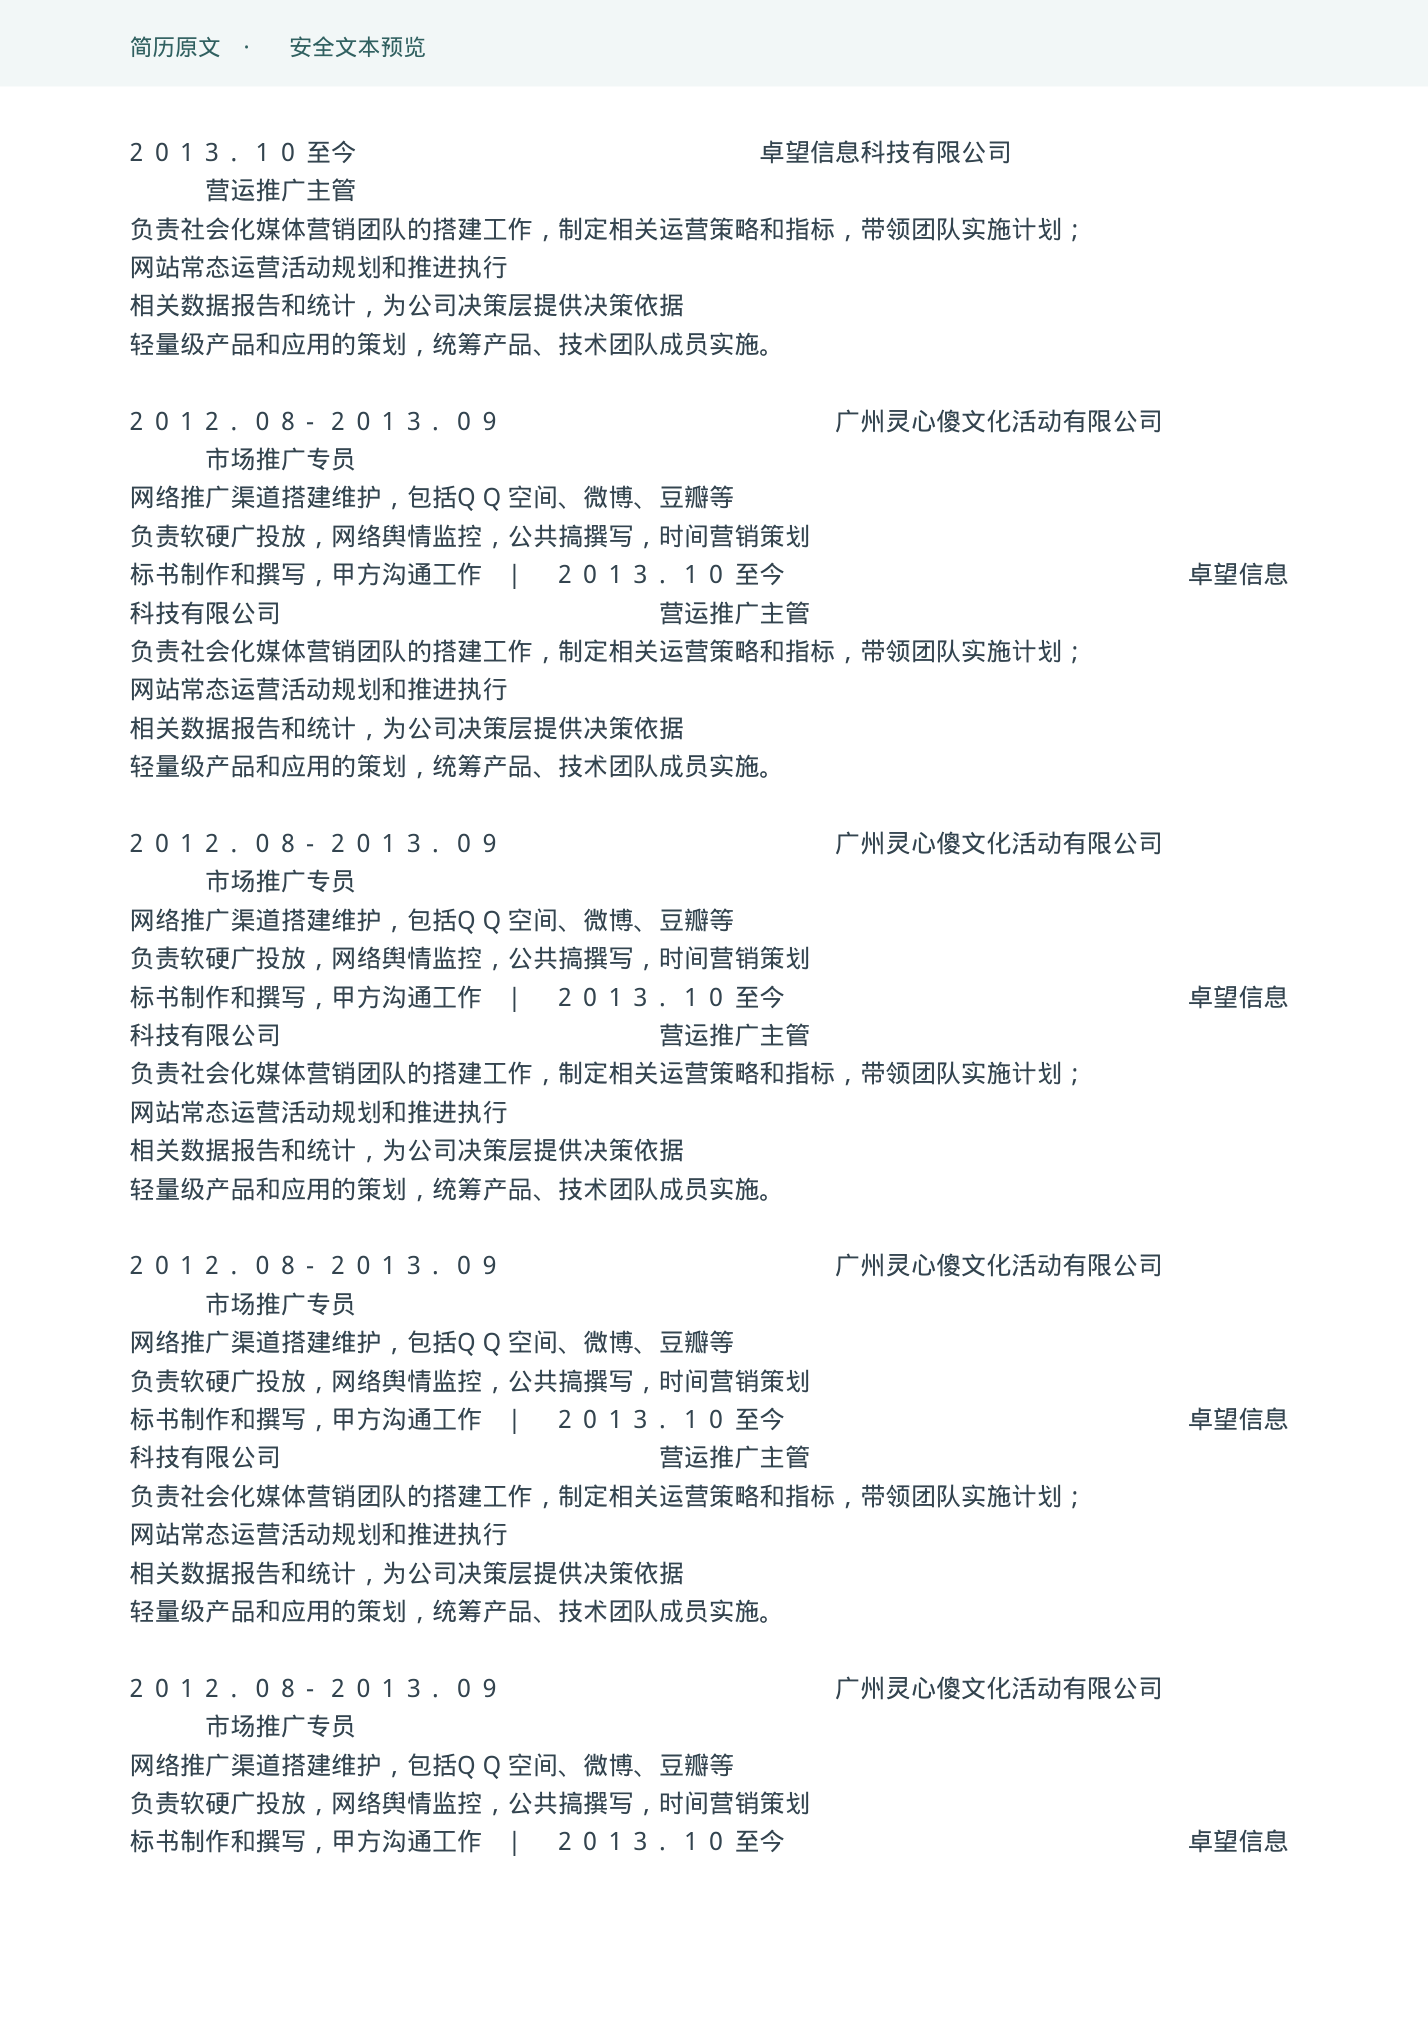 简历原文 · 安全文本预览
2013.10至今 卓望信息科技有限公司
营运推广主管
负责社会化媒体营销团队的搭建工作，制定相关运营策略和指标，带领团队实施计划；
网站常态运营活动规划和推进执行
相关数据报告和统计，为公司决策层提供决策依据
轻量级产品和应用的策划，统筹产品、技术团队成员实施。
2012.08-2013.09 广州灵心傻文化活动有限公司
市场推广专员
网络推广渠道搭建维护，包括QQ空间、微博、豆瓣等
负责软硬广投放，网络舆情监控，公共搞撰写，时间营销策划
标书制作和撰写，甲方沟通工作 | 2013.10至今 卓望信息
科技有限公司 营运推广主管
负责社会化媒体营销团队的搭建工作，制定相关运营策略和指标，带领团队实施计划；
网站常态运营活动规划和推进执行
相关数据报告和统计，为公司决策层提供决策依据
轻量级产品和应用的策划，统筹产品、技术团队成员实施。
2012.08-2013.09 广州灵心傻文化活动有限公司
市场推广专员
网络推广渠道搭建维护，包括QQ空间、微博、豆瓣等
负责软硬广投放，网络舆情监控，公共搞撰写，时间营销策划
标书制作和撰写，甲方沟通工作 | 2013.10至今 卓望信息
科技有限公司 营运推广主管
负责社会化媒体营销团队的搭建工作，制定相关运营策略和指标，带领团队实施计划；
网站常态运营活动规划和推进执行
相关数据报告和统计，为公司决策层提供决策依据
轻量级产品和应用的策划，统筹产品、技术团队成员实施。
2012.08-2013.09 广州灵心傻文化活动有限公司
市场推广专员
网络推广渠道搭建维护，包括QQ空间、微博、豆瓣等
负责软硬广投放，网络舆情监控，公共搞撰写，时间营销策划
标书制作和撰写，甲方沟通工作 | 2013.10至今 卓望信息
科技有限公司 营运推广主管
负责社会化媒体营销团队的搭建工作，制定相关运营策略和指标，带领团队实施计划；
网站常态运营活动规划和推进执行
相关数据报告和统计，为公司决策层提供决策依据
轻量级产品和应用的策划，统筹产品、技术团队成员实施。
2012.08-2013.09 广州灵心傻文化活动有限公司
市场推广专员
网络推广渠道搭建维护，包括QQ空间、微博、豆瓣等
负责软硬广投放，网络舆情监控，公共搞撰写，时间营销策划
标书制作和撰写，甲方沟通工作 | 2013.10至今 卓望信息